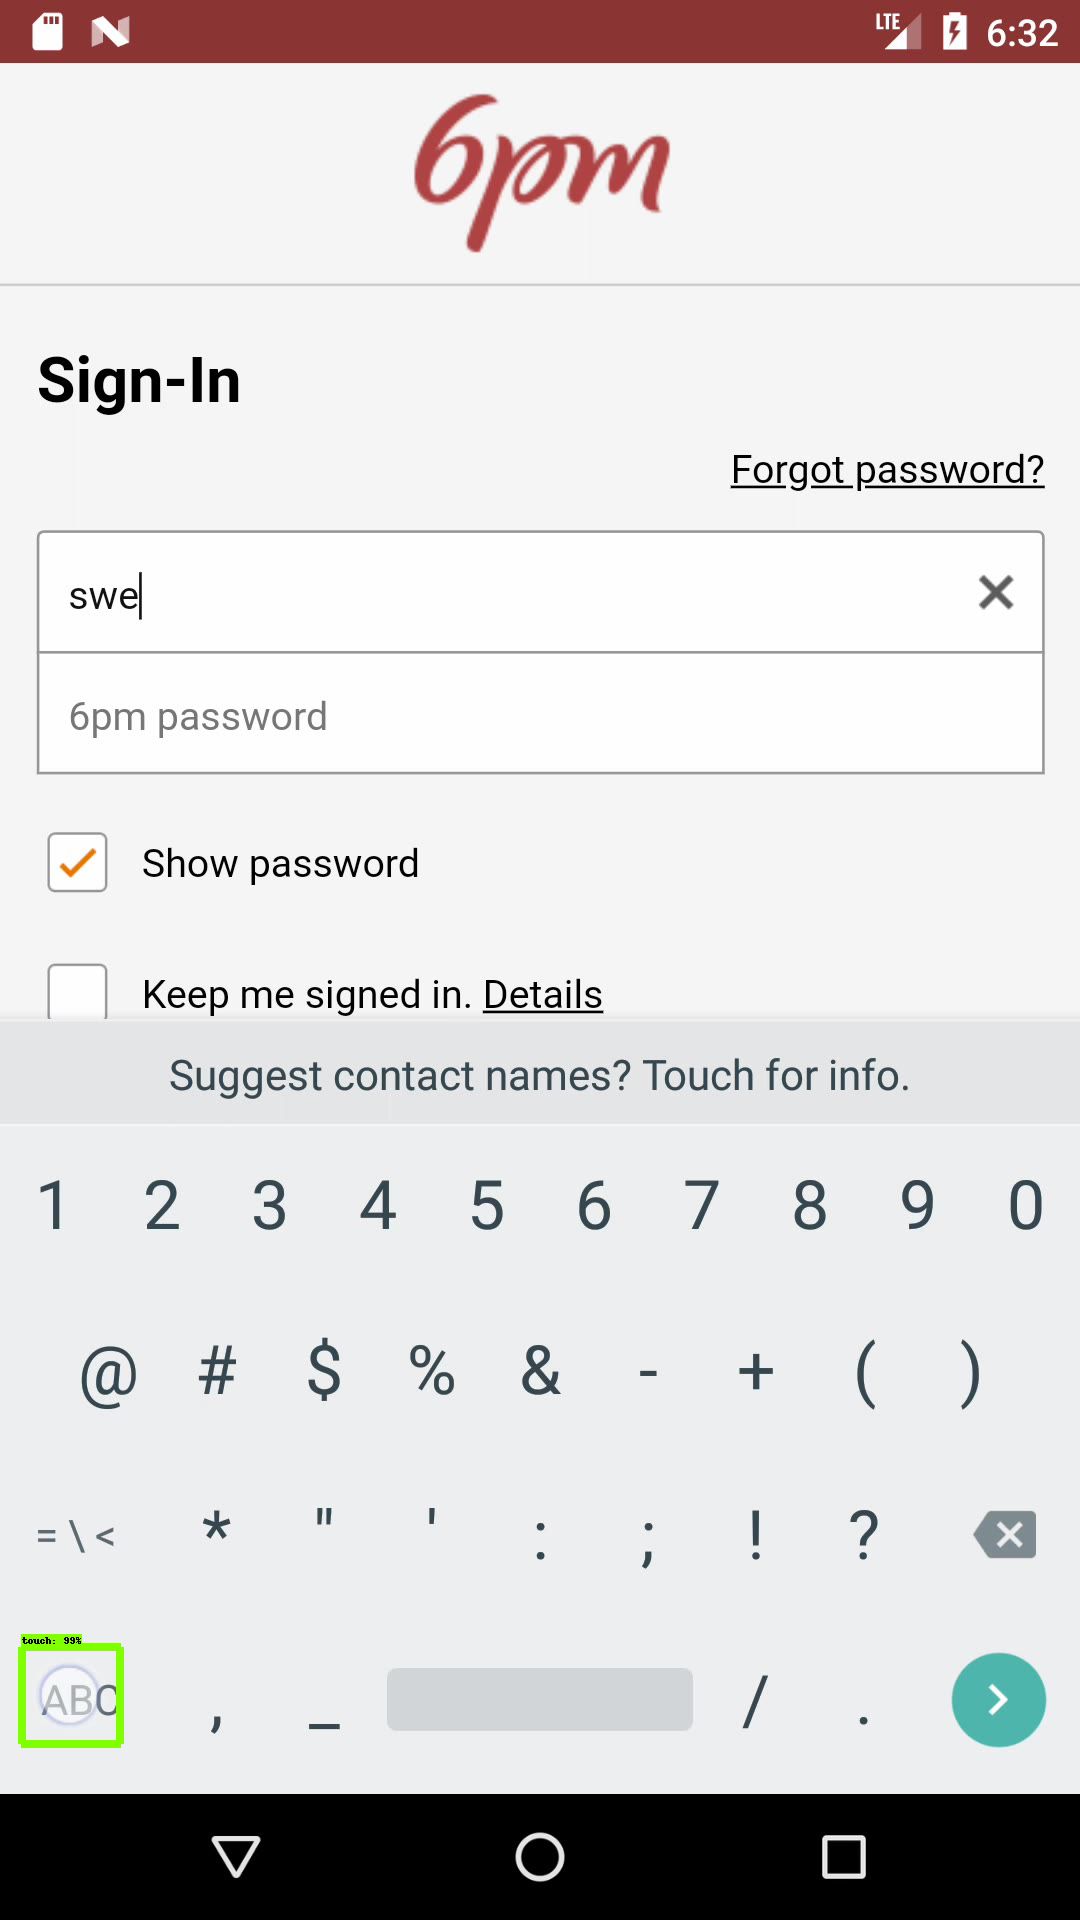 LTE 6:32
6pm
Sign-In
Forgot password?
swe
6pm password
Show password
Keep me signed in. Details
Suggest contact names? Touch for info.
1 2 3 4 5 6 7 8 9 0
@ # $ % & - + ( )
= \ < * " ' : ; ! ?
touch: 99%
ABC , _ / .